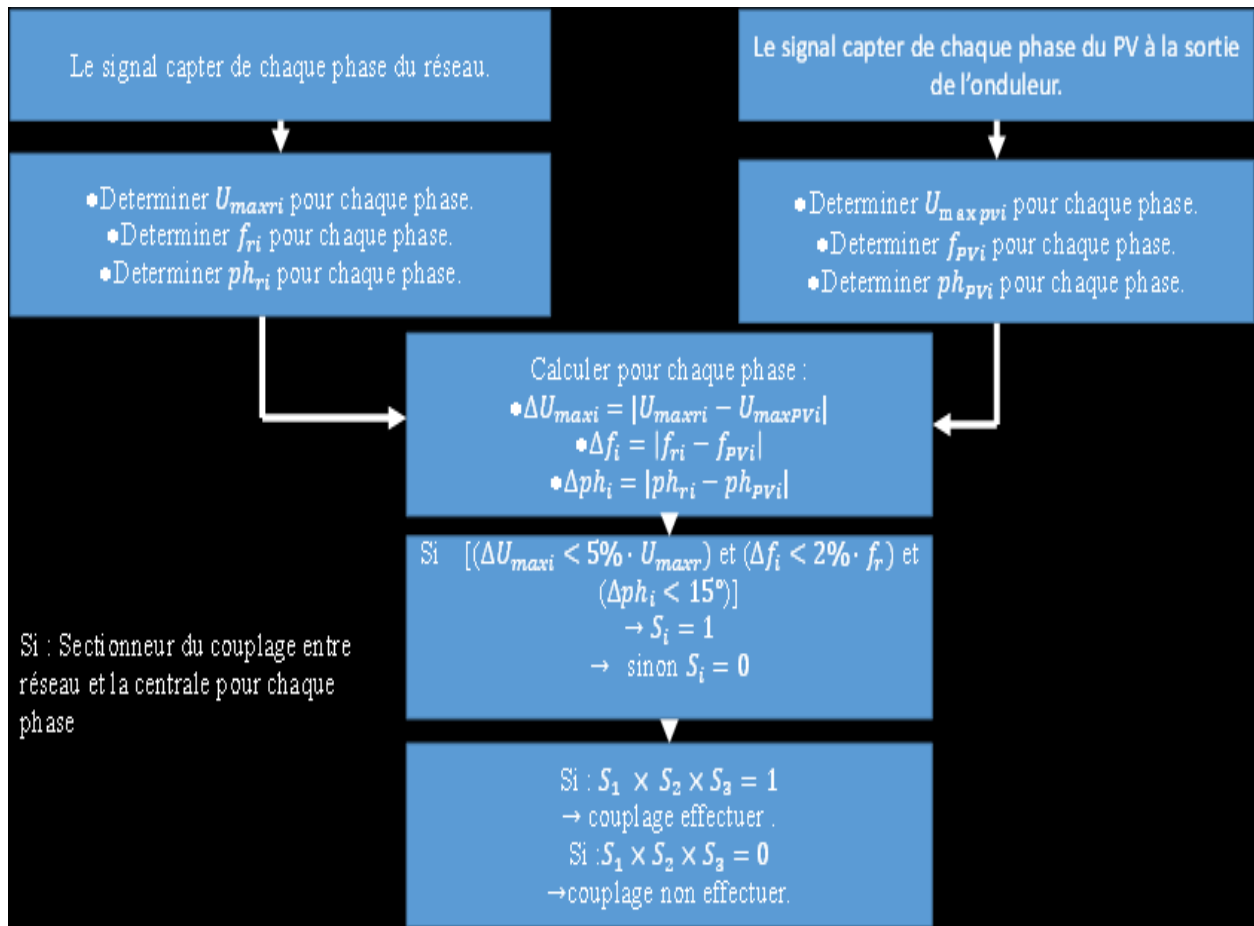 Le signal capter de chaque phase du réseau.
Le signal capter de chaque phase du PV à la sortie
de l'onduleur.
●Determiner U_maxri pour chaque phase.
●Determiner f_ri pour chaque phase.
●Determiner ph_ri pour chaque phase.
●Determiner U_maxpvi pour chaque phase.
●Determiner f_PVi pour chaque phase.
●Determiner ph_PVi pour chaque phase.
Calculer pour chaque phase :
●ΔU_maxi = |U_maxri − U_maxPVi|
●Δf_i = |f_ri − f_PVi|
●Δph_i = |ph_ri − ph_PVi|
Si [(ΔU_maxi < 5% · U_maxr) et (Δf_i < 2% · f_r) et
(Δph_i < 15°)]
→ S_i = 1
→ sinon S_i = 0
Si : Sectionneur du couplage entre
réseau et la centrale pour chaque
phase
Si : S_1 × S_2 × S_3 = 1
→ couplage effectuer .
Si :S_1 × S_2 × S_3 = 0
→couplage non effectuer.